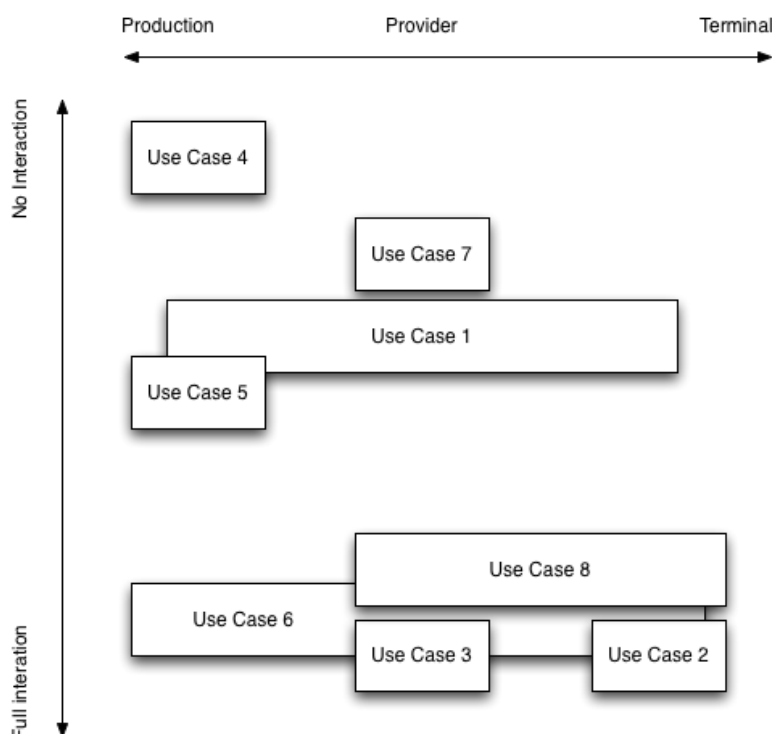 Production Provider Terminal
No Interaction
Use Case 4
Use Case 7
Use Case 1
Use Case 5
Use Case 8
Use Case 6
Use Case 3
Use Case 2
Full interation